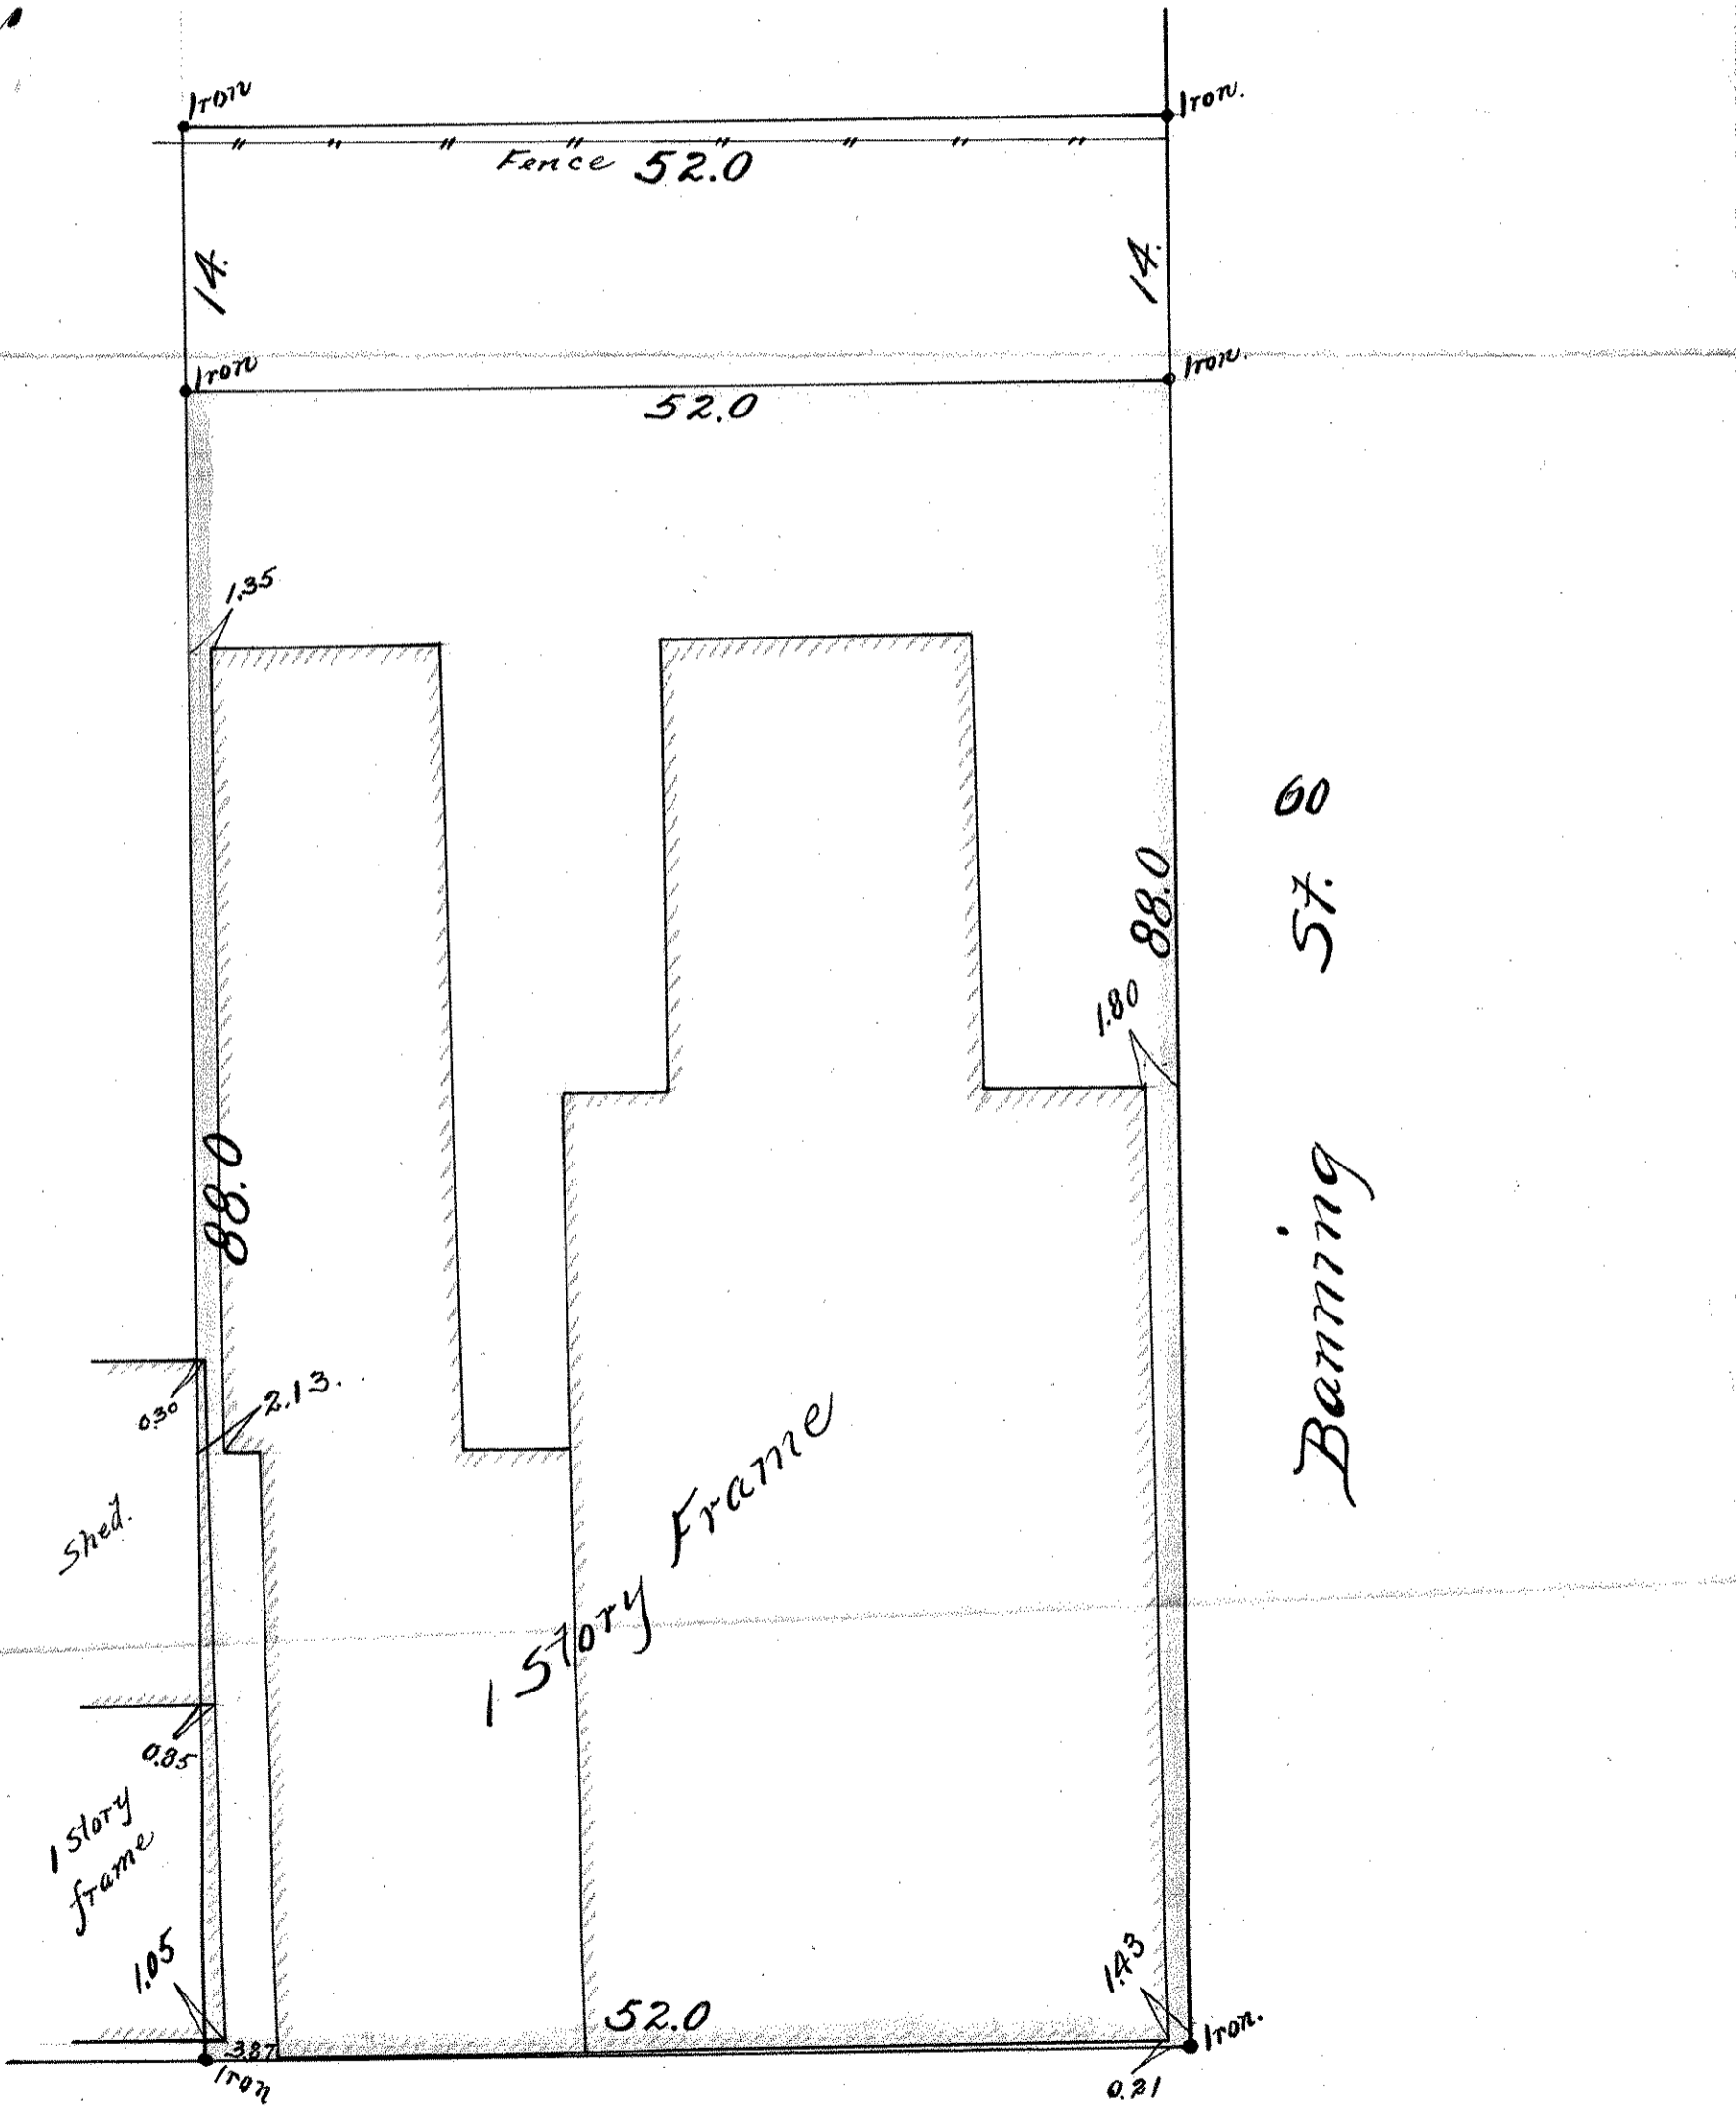 Iron
Iron.
Fence 52.0
14.
14.
Iron
Iron.
52.0
1.35
60
St.
Banning
88.0
1.80
88.0
0.30
2.13.
Shed.
1 Story Frame
0.85
1 Story
frame
1.05
1.43
52.0
3.87
Iron
Iron.
0.21